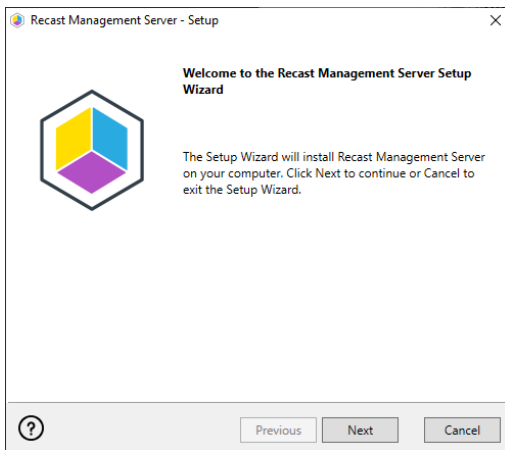 Recast Management Server - Setup
Welcome to the Recast Management Server Setup
Wizard
The Setup Wizard will install Recast Management Server
on your computer. Click Next to continue or Cancel to
exit the Setup Wizard.
?
Previous
Next
Cancel